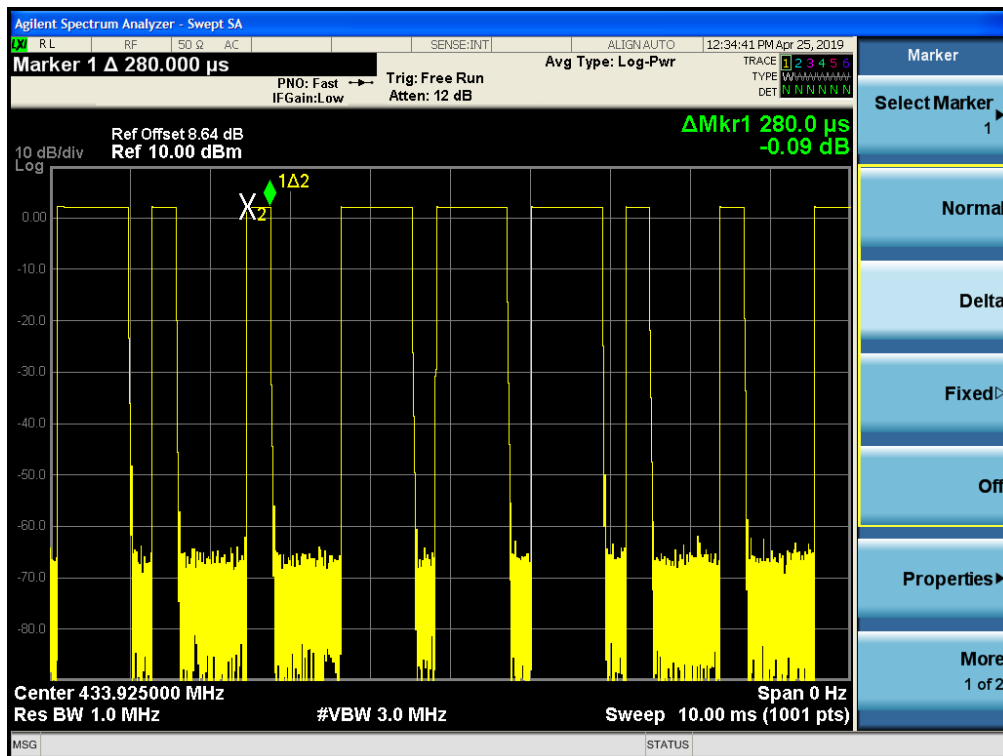 Agilent Spectrum Analyzer - Swept SA
LXI RL RF 50 Ω AC SENSE:INT ALIGN AUTO 12:34:41 PM Apr 25, 2019
Marker 1 Δ 280.000 µs
PNO: Fast
IFGain:Low
Trig: Free Run
Atten: 12 dB
Avg Type: Log-Pwr
TRACE 1 2 3 4 5 6
TYPE
DET N N N N N N
ΔMkr1 280.0 µs
-0.09 dB
Ref Offset 8.64 dB
10 dB/div Ref 10.00 dBm
Log
1Δ2
X2
0.00
-10.0
-20.0
-30.0
-40.0
-50.0
-60.0
-70.0
-80.0
Center 433.925000 MHz Span 0 Hz
Res BW 1.0 MHz #VBW 3.0 MHz Sweep 10.00 ms (1001 pts)
MSG STATUS
Marker
Select Marker
1
Normal
Delta
Fixed
Off
Properties
More
1 of 2